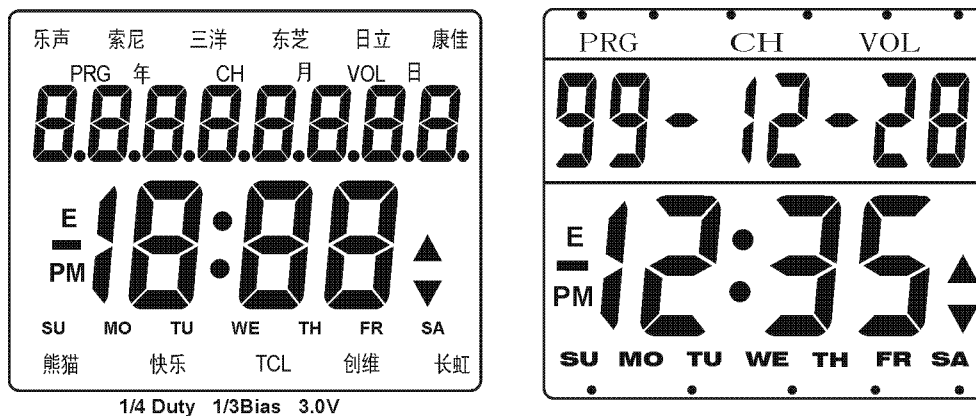 乐声 索尼 三洋 东芝 日立 康佳
PRG 年 CH 月 VOL 日
8.8.8.8.8.8.8.8.
E
PM
18:88
SU MO TU WE TH FR SA
熊猫 快乐 TCL 创维 长虹
1/4 Duty 1/3Bias 3.0V
PRG CH VOL
99-12-28
E
PM
12:35
SU MO TU WE TH FR SA